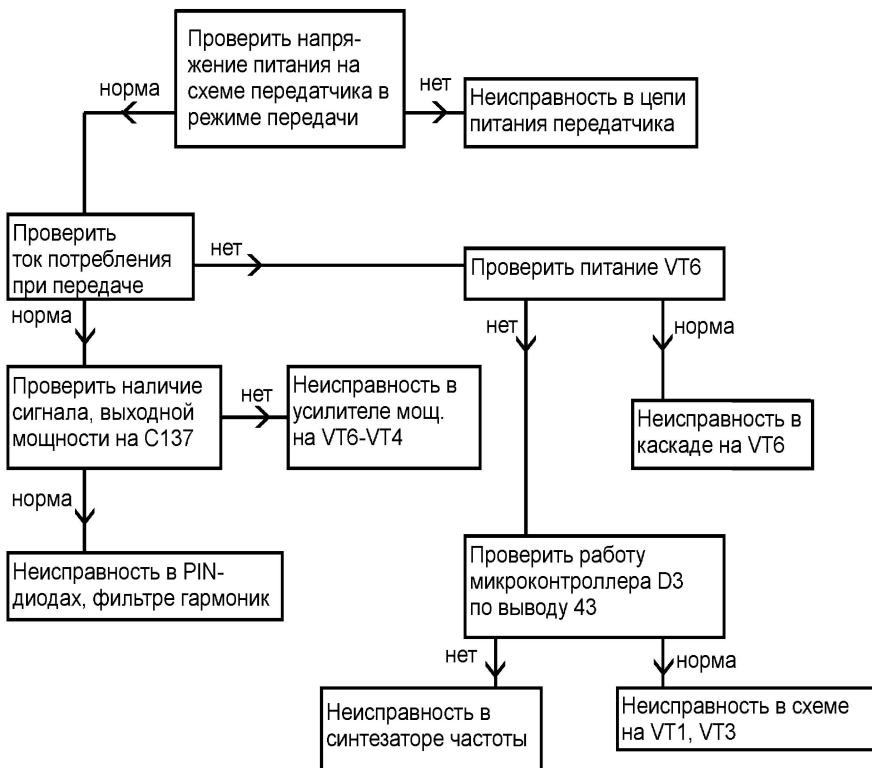 Проверить напря-
жение питания на
схеме передатчика в
режиме передачи
норма
нет
Неисправность в цепи
питания передатчика
Проверить
ток потребления
при передаче
нет
Проверить питание VT6
норма
нет
норма
Проверить наличие
сигнала, выходной
мощности на С137
нет
Неисправность в
усилителе мощ.
на VT6-VT4
Неисправность в
каскаде на VT6
норма
Неисправность в PIN-
диодах, фильтре гармоник
Проверить работу
микроконтроллера D3
по выводу 43
нет
норма
Неисправность в
синтезаторе частоты
Неисправность в схеме
на VT1, VT3